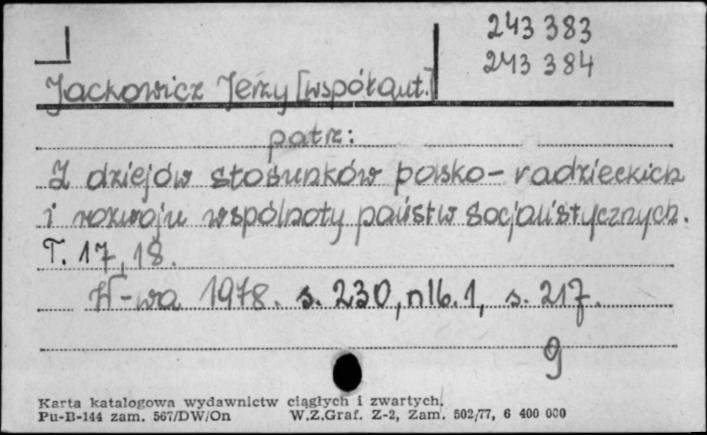 243 383
243 384
Jackowicz Jerzy [współaut.]
patrz:
Z dziejów stosunków polsko-radzieckich
i rozwoju wspólnoty państw socjalistycznych.
T. 17, 18.
W-wa 1978. s. 230, nlb. 1, s. 217.
g
Karta katalogowa wydawnictw ciągłych i zwartych.
Pu-B-144 zam. 567/DW/On W.Z.Graf. Z-2, Zam. 502/77, 6 400 000